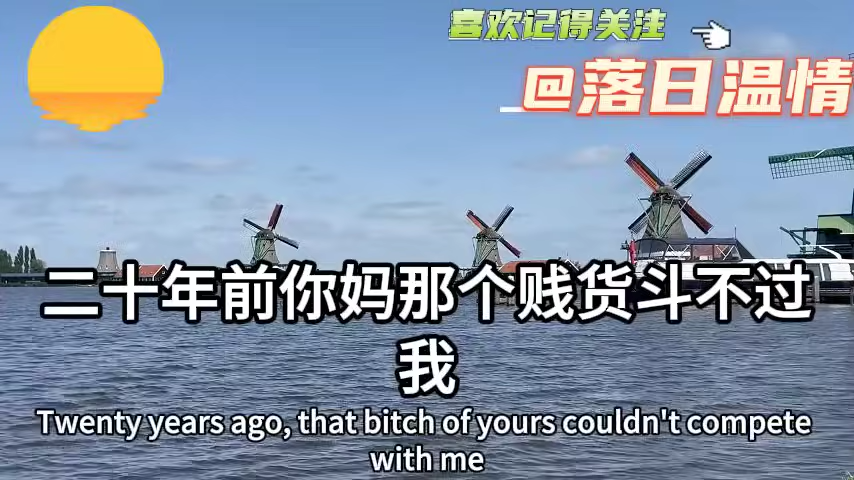 喜欢记得关注
@落日温情
二十年前你妈那个贱货斗不过
我
Twenty years ago, that bitch of yours couldn't compete
with me